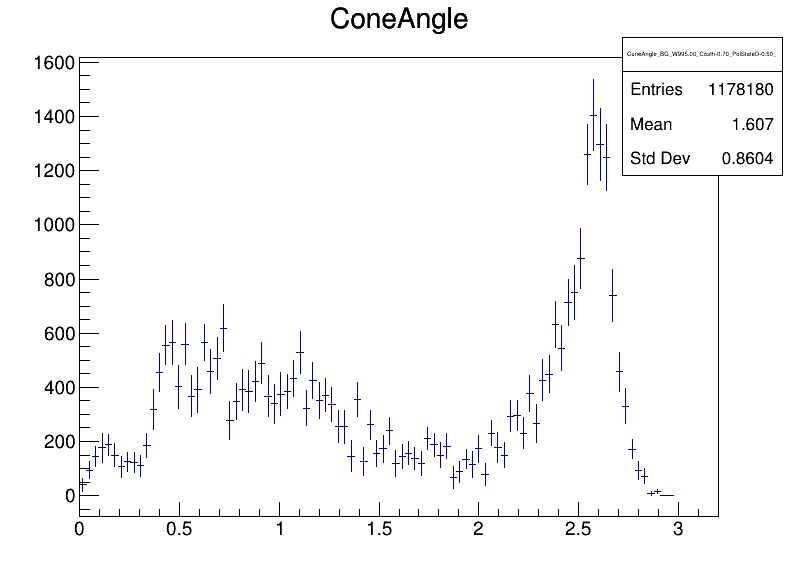 ConeAngle
ConeAngle_BG_W995.00_Costh-0.70_PolStateD-0.50_
Entries 1178180
Mean 1.607
Std Dev 0.8604
1600
1400
1200
1000
800
600
400
200
0
0 0.5 1 1.5 2 2.5 3